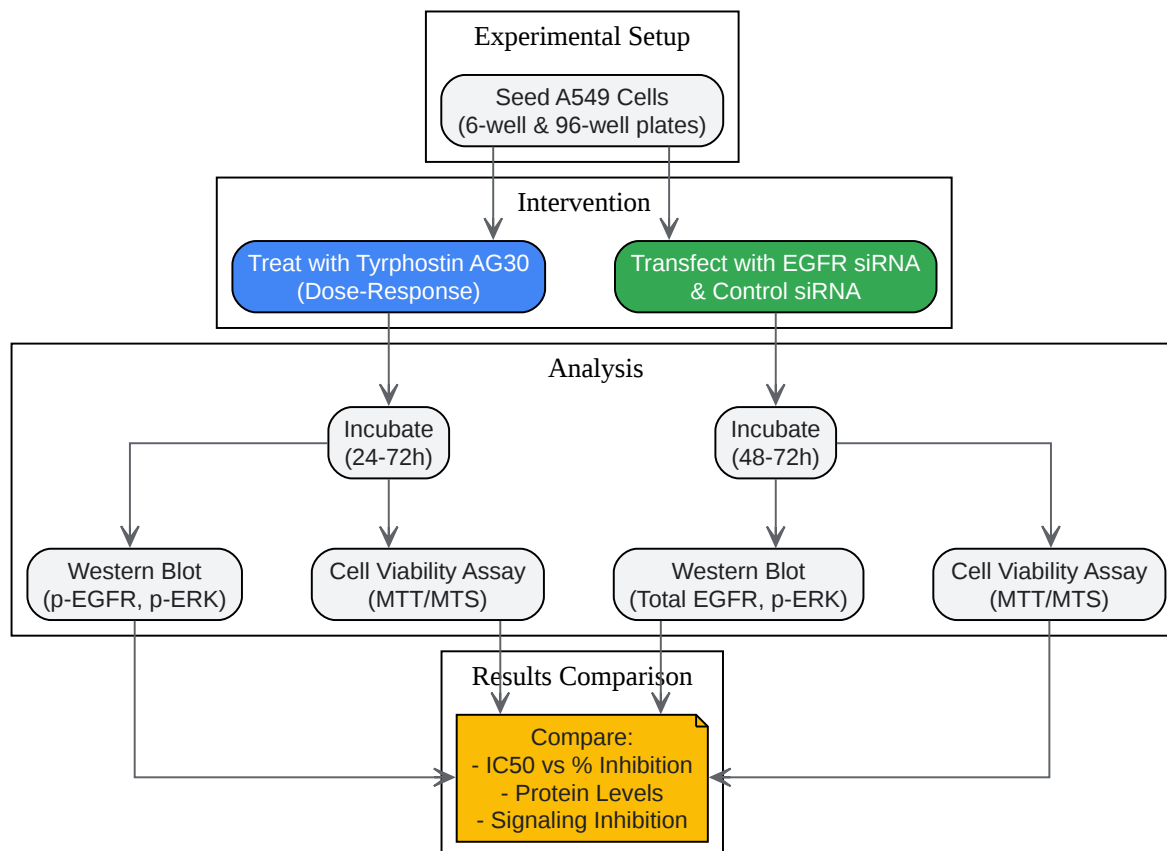 Experimental Setup
Seed A549 Cells
(6-well & 96-well plates)
Intervention
Treat with Tyrphostin AG30
(Dose-Response)
Transfect with EGFR siRNA
& Control siRNA
Analysis
Incubate
(24-72h)
Incubate
(48-72h)
Western Blot
(p-EGFR, p-ERK)
Cell Viability Assay
(MTT/MTS)
Western Blot
(Total EGFR, p-ERK)
Cell Viability Assay
(MTT/MTS)
Results Comparison
Compare:
- IC50 vs % Inhibition
- Protein Levels
- Signaling Inhibition